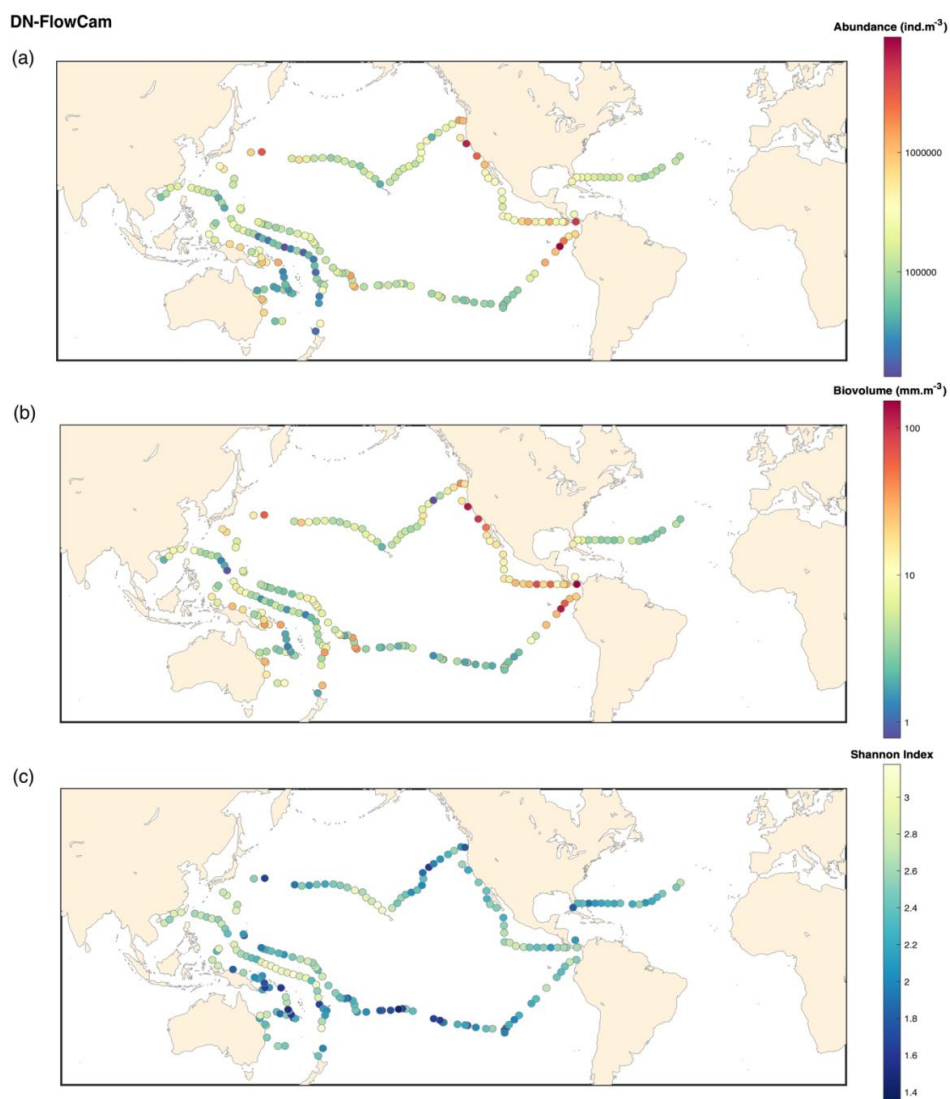 DN-FlowCam
(a)
Abundance (ind.m⁻³)
1000000
100000
(b)
Biovolume (mm.m⁻³)
100
10
1
(c)
Shannon Index
3
2.8
2.6
2.4
2.2
2
1.8
1.6
1.4